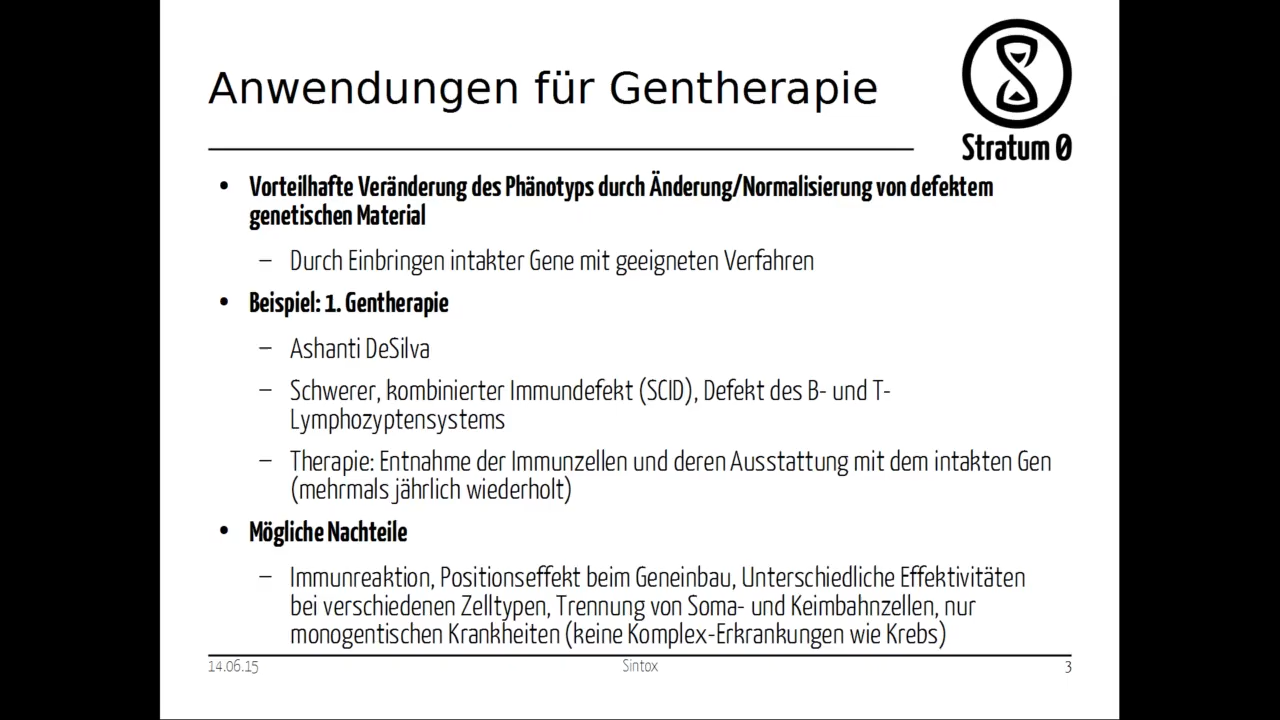 Anwendungen für Gentherapie
Stratum 0
• Vorteilhafte Veränderung des Phänotyps durch Änderung/Normalisierung von defektem
genetischen Material
– Durch Einbringen intakter Gene mit geeigneten Verfahren
• Beispiel: 1. Gentherapie
– Ashanti DeSilva
– Schwerer, kombinierter Immundefekt (SCID), Defekt des B- und T-
Lymphozyptensystems
– Therapie: Entnahme der Immunzellen und deren Ausstattung mit dem intakten Gen
(mehrmals jährlich wiederholt)
• Mögliche Nachteile
– Immunreaktion, Positionseffekt beim Geneinbau, Unterschiedliche Effektivitäten
bei verschiedenen Zelltypen, Trennung von Soma- und Keimbahnzellen, nur
monogentischen Krankheiten (keine Komplex-Erkrankungen wie Krebs)
14.06.15 Sintox 3